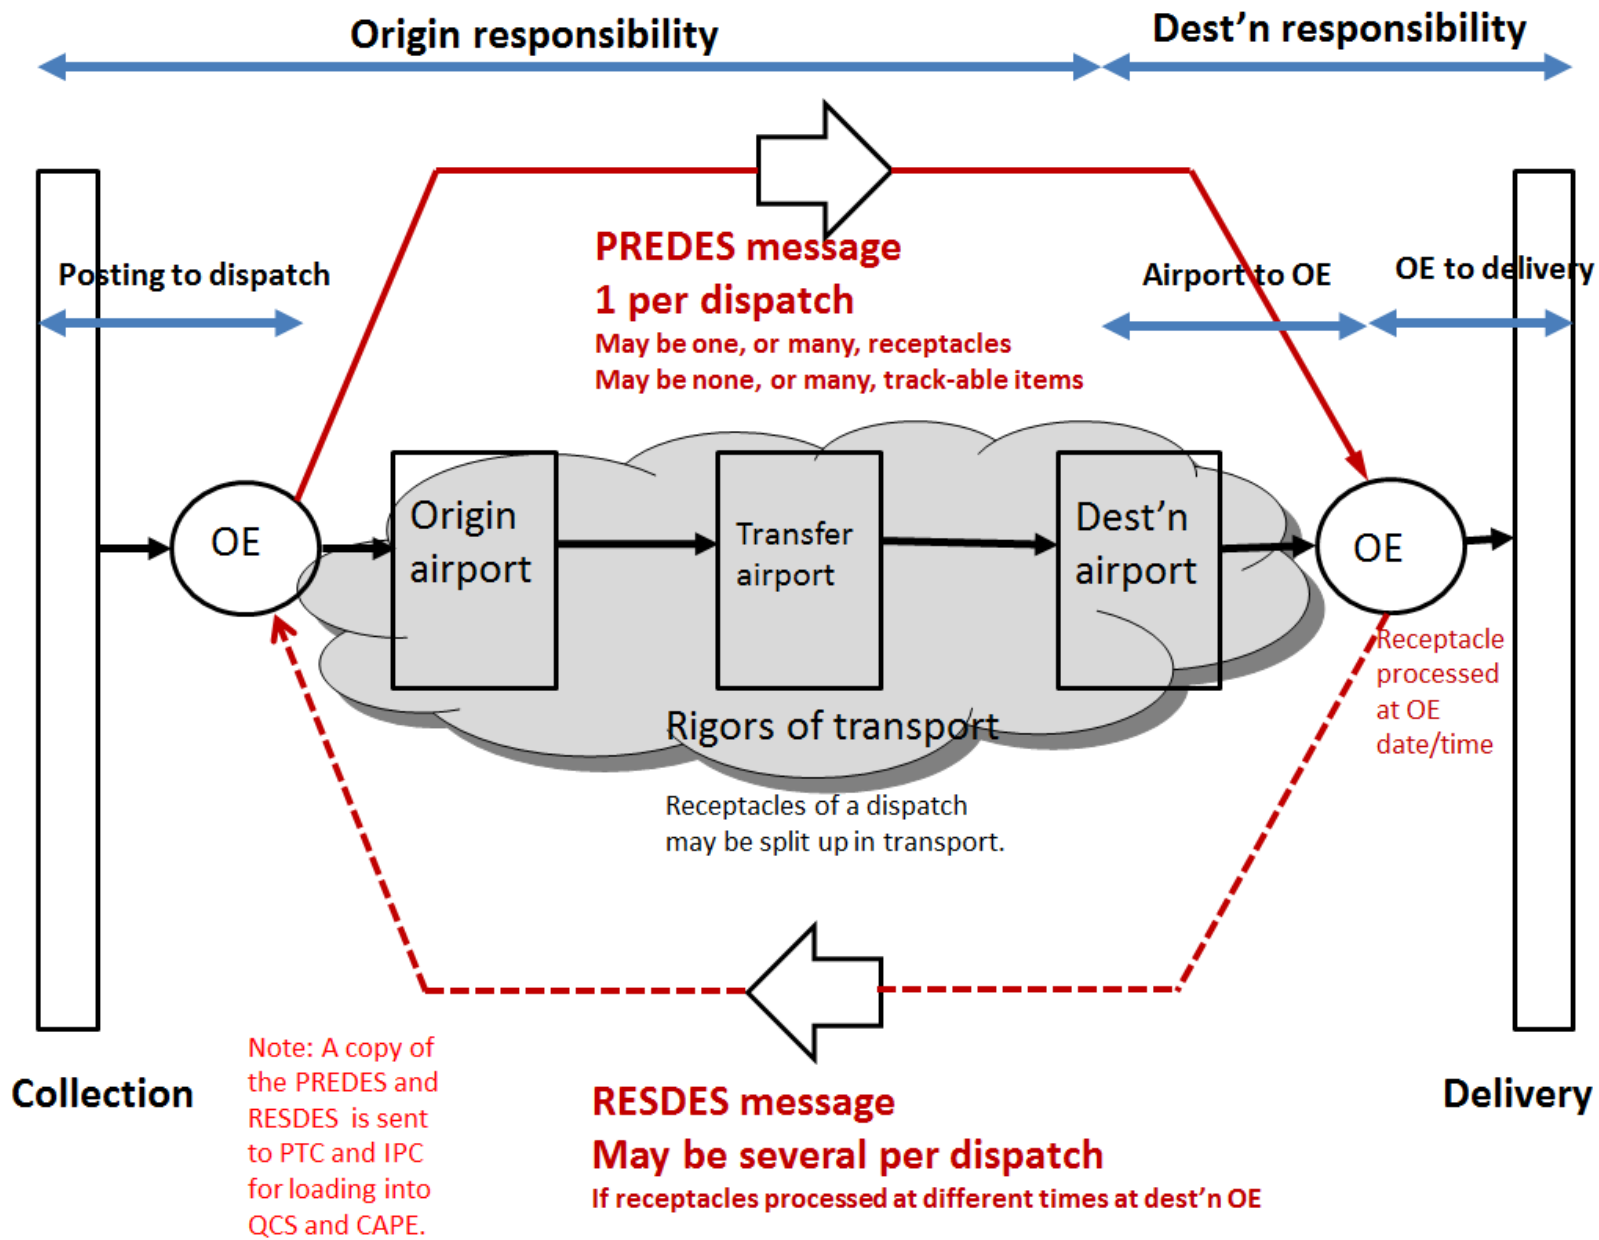 Origin responsibility
Dest'n responsibility
Posting to dispatch
PREDES message
1 per dispatch
May be one, or many, receptacles
May be none, or many, track-able items
Airport to OE
OE to delivery
OE
Origin
airport
Transfer
airport
Dest'n
airport
OE
Rigors of transport
Receptacles of a dispatch
may be split up in transport.
Receptacle
processed
at OE
date/time
Collection
Note: A copy of
the PREDES and
RESDES is sent
to PTC and IPC
for loading into
QCS and CAPE.
RESDES message
May be several per dispatch
If receptacles processed at different times at dest'n OE
Delivery